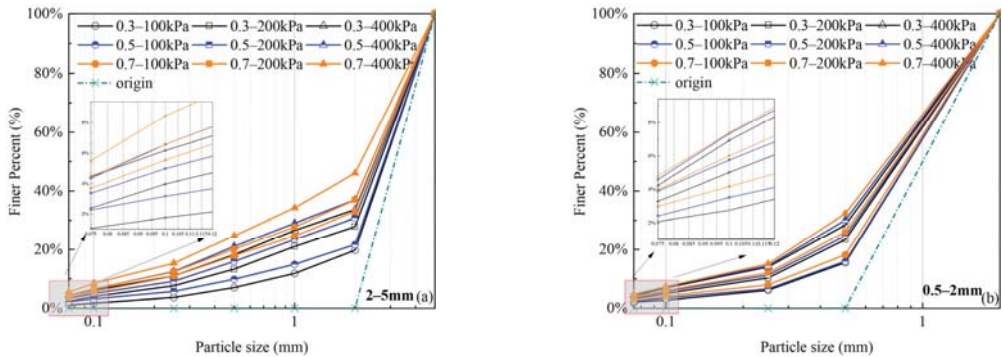 100%
80%
60%
40%
20%
0%
Finer Percent (%)
0.3–100kPa 0.3–200kPa 0.3–400kPa
0.5–100kPa 0.5–200kPa 0.5–400kPa
0.7–100kPa 0.7–200kPa 0.7–400kPa
origin
2–5mm (a)
0.1 1
Particle size (mm)
100%
80%
60%
40%
20%
0%
Finer Percent (%)
0.3–100kPa 0.3–200kPa 0.3–400kPa
0.5–100kPa 0.5–200kPa 0.5–400kPa
0.7–100kPa 0.7–200kPa 0.7–400kPa
origin
0.5–2mm (b)
0.1 1
Particle size (mm)